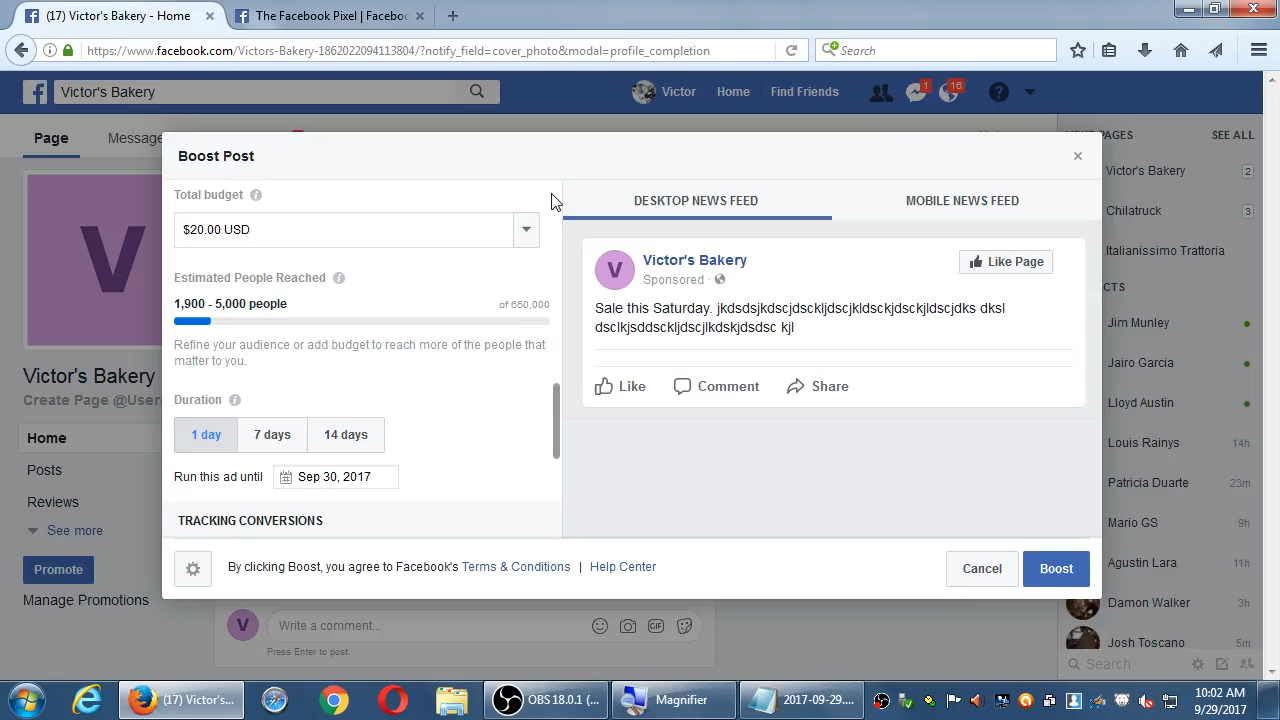 (17) Victor's Bakery - Home
The Facebook Pixel | Faceboo
https://www.facebook.com/Victors-Bakery-1862022094113804/?notify_field=cover_photo&modal=profile_completion
Search
Victor's Bakery
Victor
Home
Find Friends
1
16
Page
Message
PAGES
SEE ALL
Boost Post
Total budget
$20.00 USD
Estimated People Reached
1,900 - 5,000 people
of 650,000
Refine your audience or add budget to reach more of the people that
matter to you.
Duration
1 day
7 days
14 days
Run this ad until
Sep 30, 2017
TRACKING CONVERSIONS
DESKTOP NEWS FEED
MOBILE NEWS FEED
V
Victor's Bakery
Sponsored ·
Like Page
Sale this Saturday. jkdsdsjkdscjdsckljdscjkldsckjdsckjldscjdks dksl
dsclkjsddsckljdscjlkdskjdsdsc kjl
Like
Comment
Share
By clicking Boost, you agree to Facebook's Terms & Conditions | Help Center
Cancel
Boost
V
Victor's Bakery
Create Page @User
Home
Posts
Reviews
See more
Promote
Manage Promotions
V
Write a comment...
GIF
Press Enter to post.
Victor's Bakery
2
Chilatruck
3
Italianissimo Trattoria
CTS
Jim Munley
Jairo Garcia
Lloyd Austin
Louis Rainys
14h
Patricia Duarte
23m
Mario GS
9h
Agustin Lara
11h
Damon Walker
3h
Josh Toscano
5m
Search
(17) Victor's...
OBS 18.0.1 (...
Magnifier
2017-09-29....
10:02 AM
9/29/2017